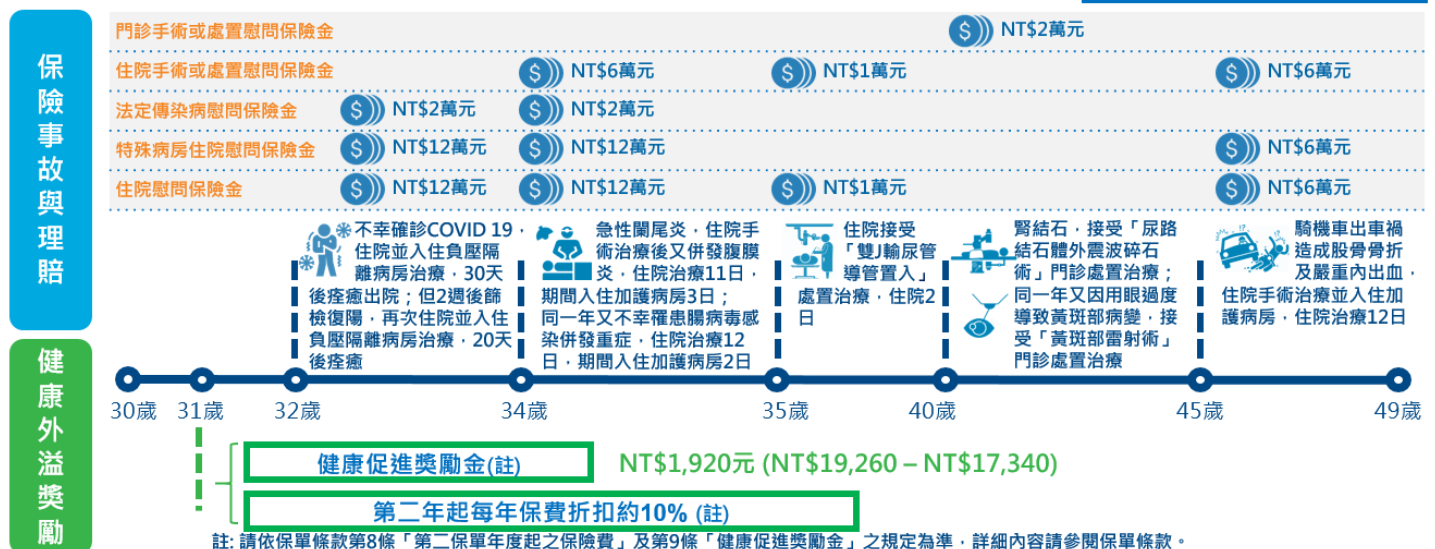 保險事故與理賠
門診手術或處置慰問保險金 NT$2萬元
住院手術或處置慰問保險金 NT$6萬元 NT$1萬元 NT$6萬元
法定傳染病慰問保險金 NT$2萬元 NT$2萬元
特殊病房住院慰問保險金 NT$12萬元 NT$12萬元 NT$6萬元
住院慰問保險金 NT$12萬元 NT$12萬元 NT$1萬元 NT$6萬元
不幸確診COVID 19，
住院並入住負壓隔
離病房治療，30天
後痊癒出院；但2週後篩
檢復陽，再次住院並入住
負壓隔離病房治療，20天
後痊癒
急性闌尾炎，住院手
術治療後又併發腹膜
炎，住院治療11日，
期間入住加護病房3日；
同一年又不幸罹患腸病毒感
染併發重症，住院治療12
日，期間入住加護病房2日
住院接受
「雙J輸尿管
導管置入」
處置治療，住院2
日
腎結石，接受「尿路
結石體外震波碎石
術」門診處置治療；
同一年又因用眼過度
導致黃斑部病變，接
受「黃斑部雷射術」
門診處置治療
騎機車出車禍
造成股骨骨折
及嚴重內出血，
住院手術治療並入住加
護病房，住院治療12日
30歲 31歲 32歲 34歲 35歲 40歲 45歲 49歲
健康外溢獎勵
健康促進獎勵金(註) NT$1,920元 (NT$19,260 – NT$17,340)
第二年起每年保費折扣約10% (註)
註: 請依保單條款第8條「第二保單年度起之保險費」及第9條「健康促進獎勵金」之規定為準，詳細內容請參閱保單條款。